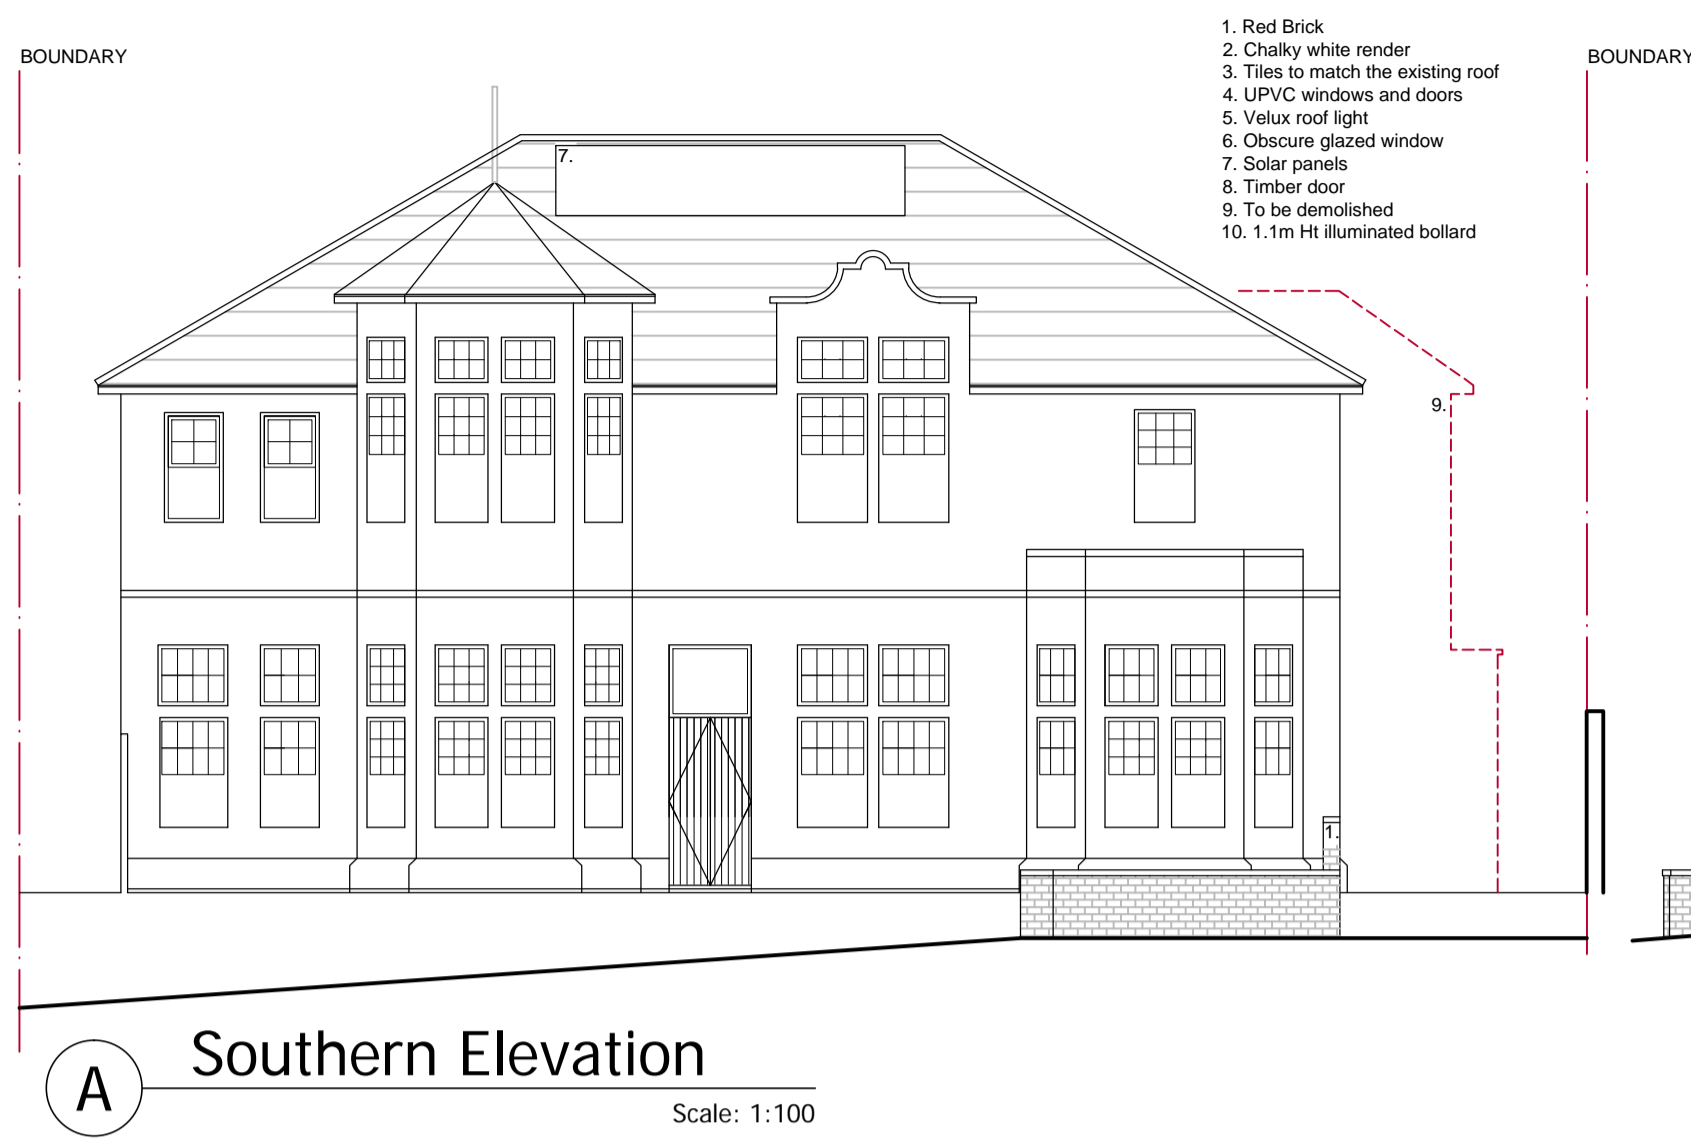 BOUNDARY
1. Red Brick
2. Chalky white render
3. Tiles to match the existing roof
4. UPVC windows and doors
5. Velux roof light
6. Obscure glazed window
7. Solar panels
8. Timber door
9. To be demolished
10. 1.1m Ht illuminated bollard
BOUNDARY
7.
9.
1.
A
Southern Elevation
Scale: 1:100